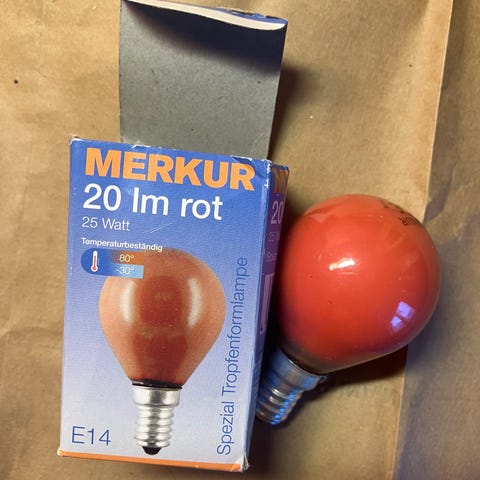 MERKUR
20 lm rot
25 Watt
Temperaturbeständig
80°
-30°
Spezial Tropfenformlampe
E14
20